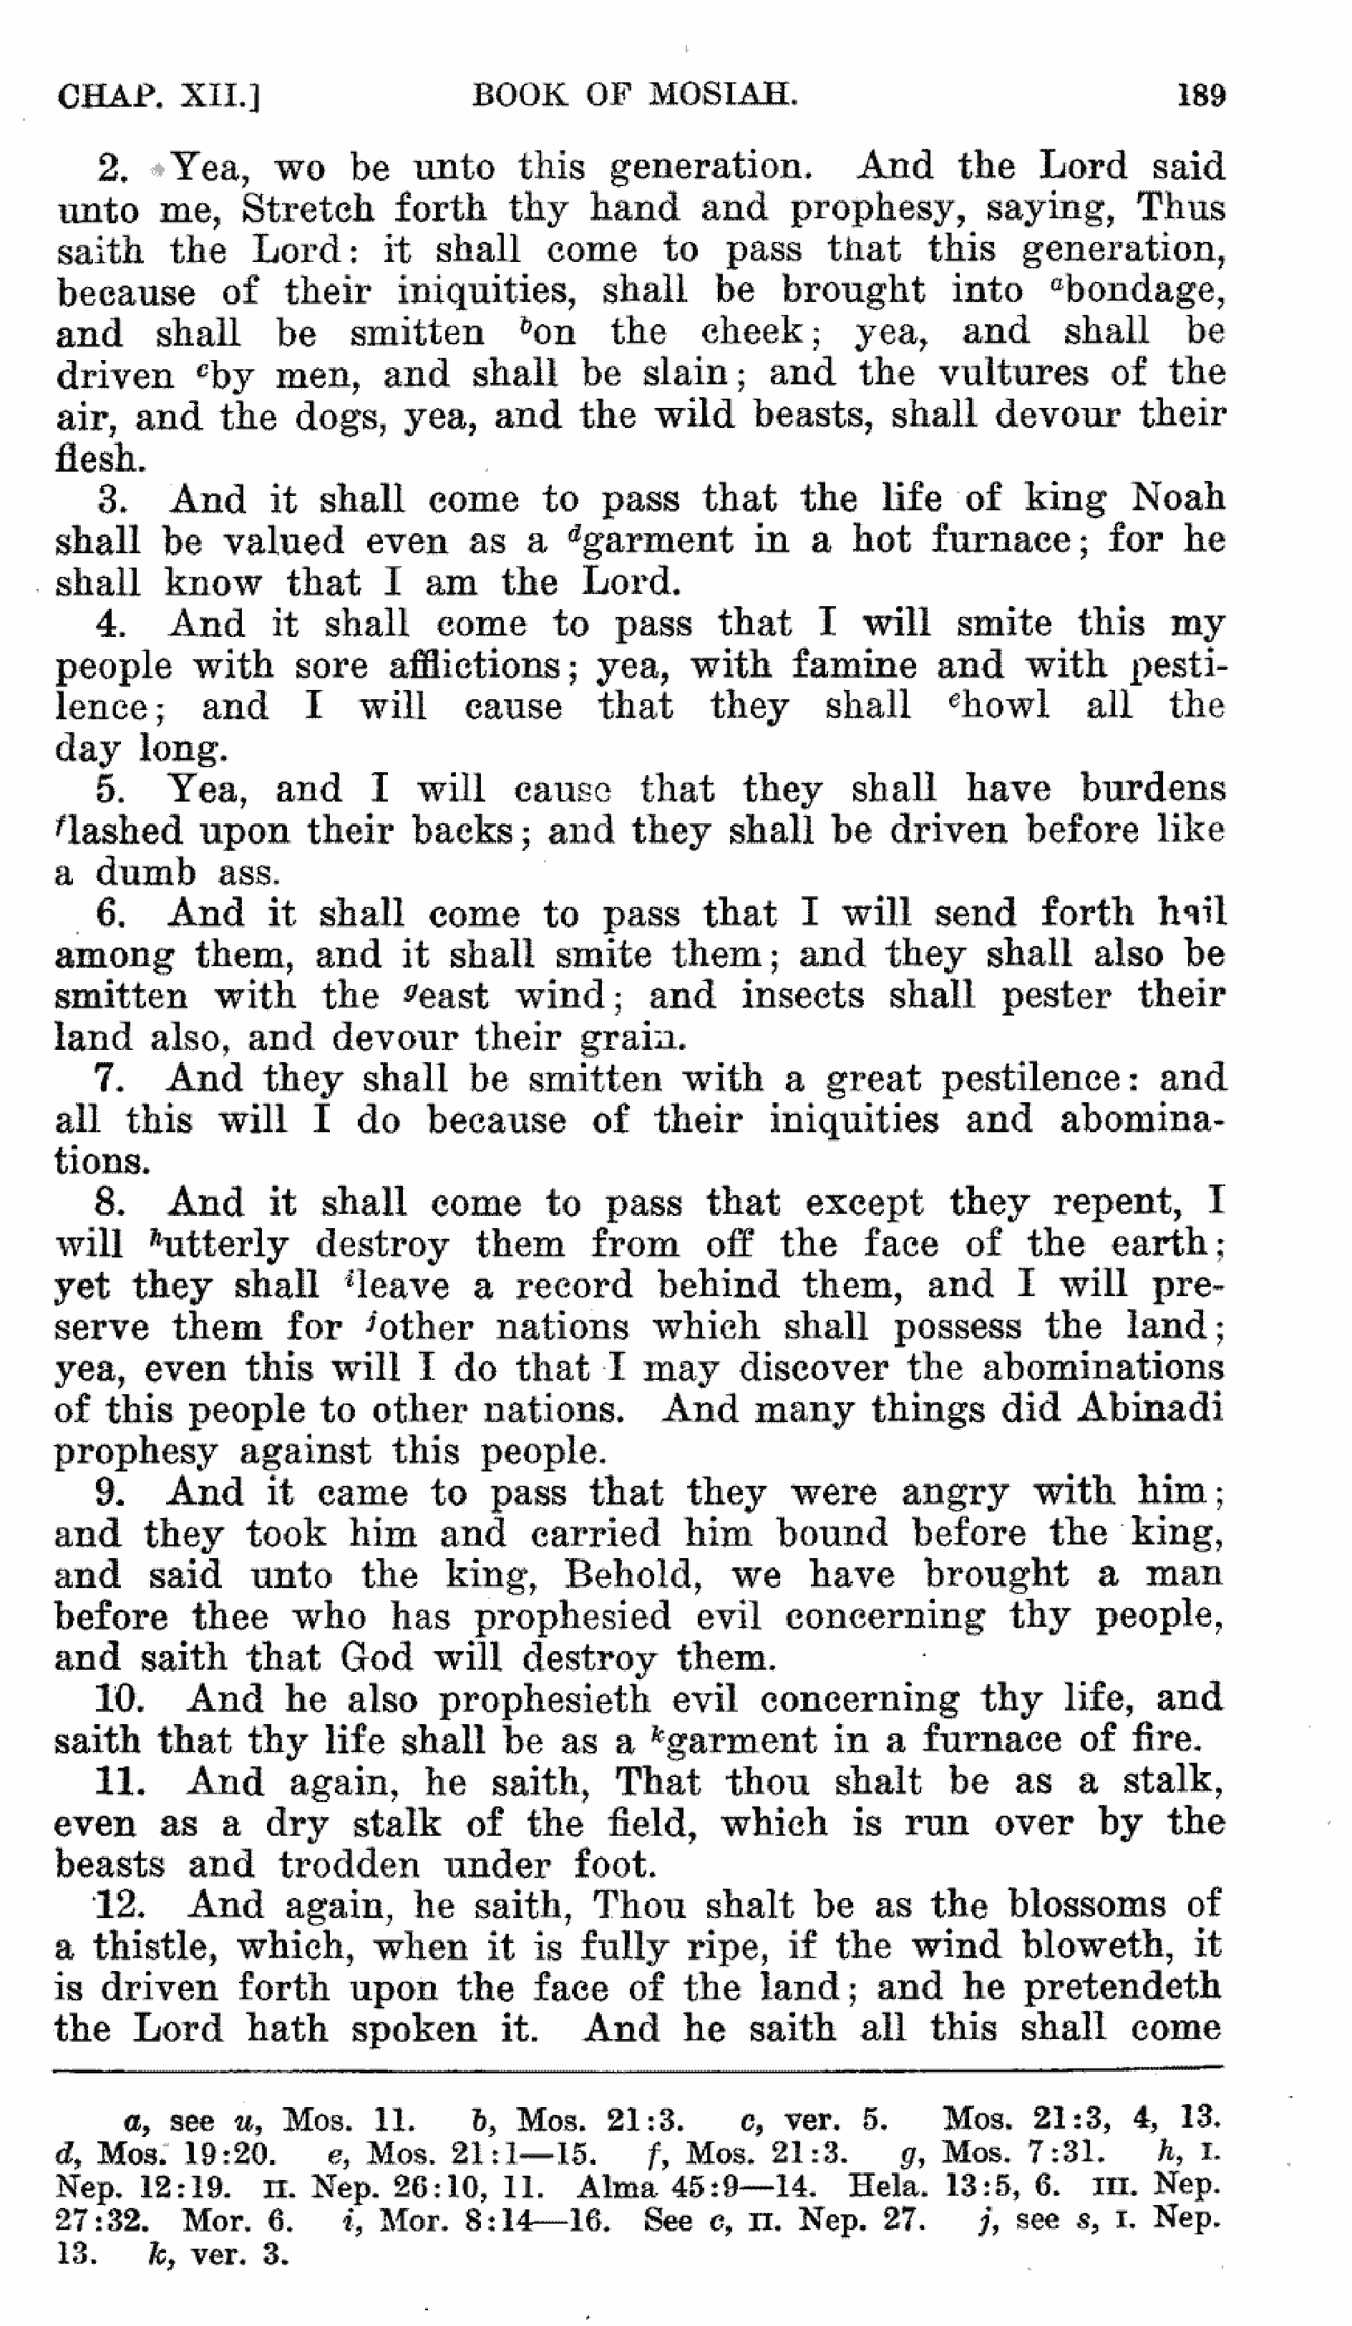 CHAP. XII.] BOOK OF MOSIAH. 189
2. Yea, wo be unto this generation. And the Lord said
unto me, Stretch forth thy hand and prophesy, saying, Thus
saith the Lord: it shall come to pass that this generation,
because of their iniquities, shall be brought into ᵃbondage,
and shall be smitten ᵇon the cheek; yea, and shall be
driven ᶜby men, and shall be slain; and the vultures of the
air, and the dogs, yea, and the wild beasts, shall devour their
flesh.
3. And it shall come to pass that the life of king Noah
shall be valued even as a ᵈgarment in a hot furnace; for he
shall know that I am the Lord.
4. And it shall come to pass that I will smite this my
people with sore afflictions; yea, with famine and with pesti-
lence; and I will cause that they shall ᵉhowl all the
day long.
5. Yea, and I will cause that they shall have burdens
ᶠlashed upon their backs; and they shall be driven before like
a dumb ass.
6. And it shall come to pass that I will send forth hail
among them, and it shall smite them; and they shall also be
smitten with the ᵍeast wind; and insects shall pester their
land also, and devour their grain.
7. And they shall be smitten with a great pestilence: and
all this will I do because of their iniquities and abomina-
tions.
8. And it shall come to pass that except they repent, I
will ʰutterly destroy them from off the face of the earth;
yet they shall ⁱleave a record behind them, and I will pre-
serve them for ʲother nations which shall possess the land;
yea, even this will I do that I may discover the abominations
of this people to other nations. And many things did Abinadi
prophesy against this people.
9. And it came to pass that they were angry with him;
and they took him and carried him bound before the king,
and said unto the king, Behold, we have brought a man
before thee who has prophesied evil concerning thy people,
and saith that God will destroy them.
10. And he also prophesieth evil concerning thy life, and
saith that thy life shall be as a ᵏgarment in a furnace of fire.
11. And again, he saith, That thou shalt be as a stalk,
even as a dry stalk of the field, which is run over by the
beasts and trodden under foot.
12. And again, he saith, Thou shalt be as the blossoms of
a thistle, which, when it is fully ripe, if the wind bloweth, it
is driven forth upon the face of the land; and he pretendeth
the Lord hath spoken it. And he saith all this shall come
a, see u, Mos. 11. b, Mos. 21:3. c, ver. 5. Mos. 21:3, 4, 13.
d, Mos. 19:20. e, Mos. 21:1—15. f, Mos. 21:3. g, Mos. 7:31. h, I.
Nep. 12:19. II. Nep. 26:10, 11. Alma 45:9—14. Hela. 13:5, 6. III. Nep.
27:32. Mor. 6. i, Mor. 8:14—16. See c, II. Nep. 27. j, see s, I. Nep.
13. k, ver. 3.